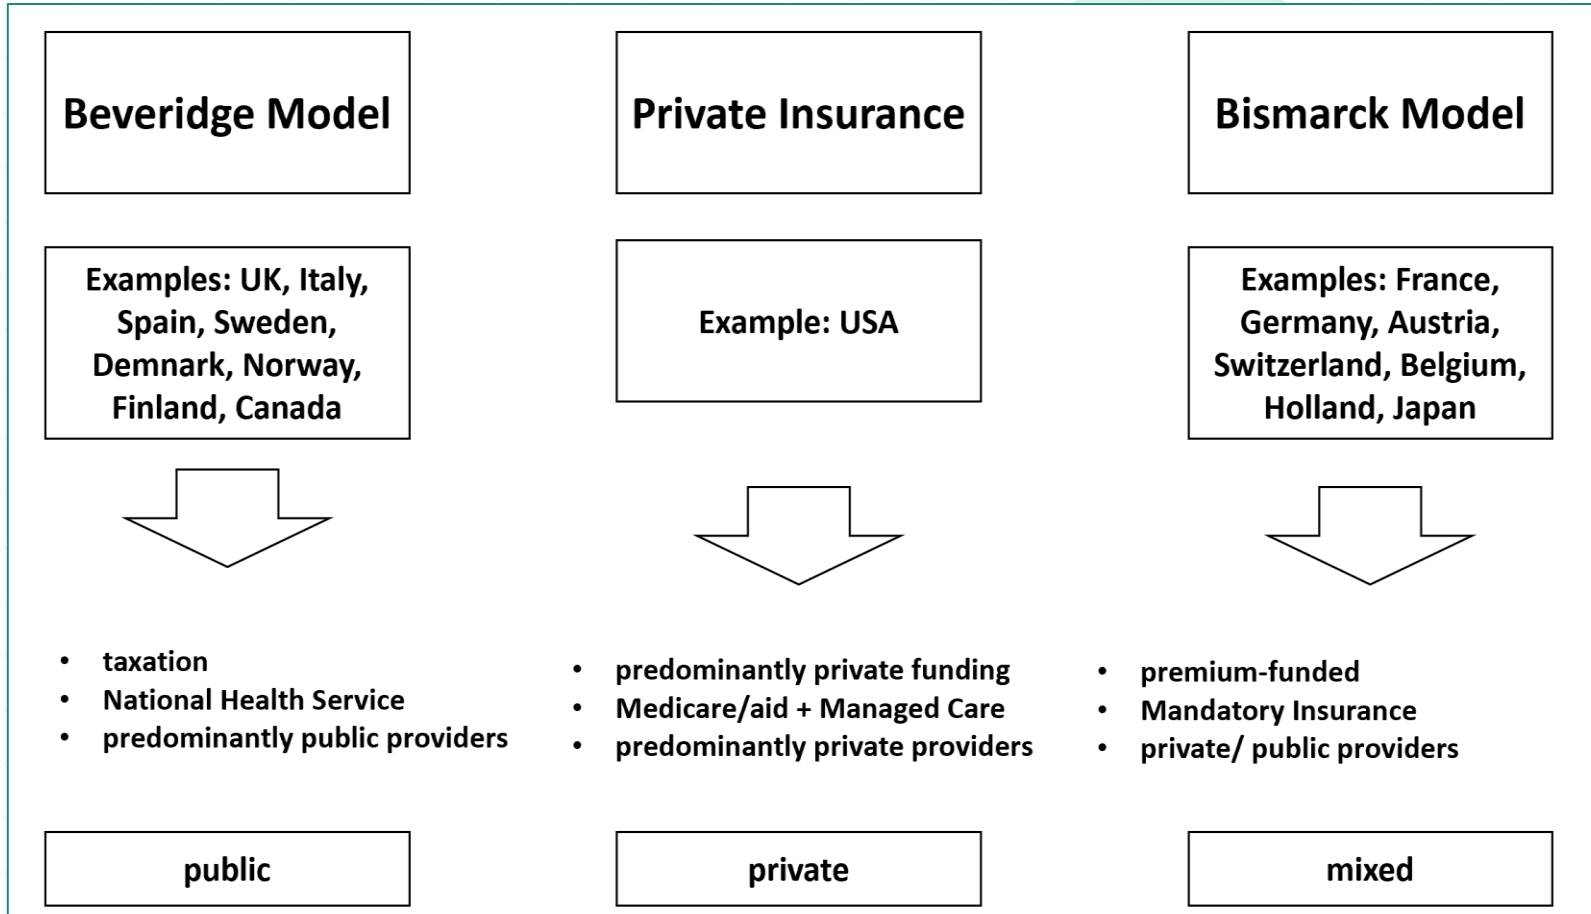 Beveridge Model
Private Insurance
Bismarck Model
Examples: UK, Italy,
Spain, Sweden,
Demnark, Norway,
Finland, Canada
Example: USA
Examples: France,
Germany, Austria,
Switzerland, Belgium,
Holland, Japan
• taxation
• National Health Service
• predominantly public providers
• predominantly private funding
• Medicare/aid + Managed Care
• predominantly private providers
• premium-funded
• Mandatory Insurance
• private/ public providers
public
private
mixed